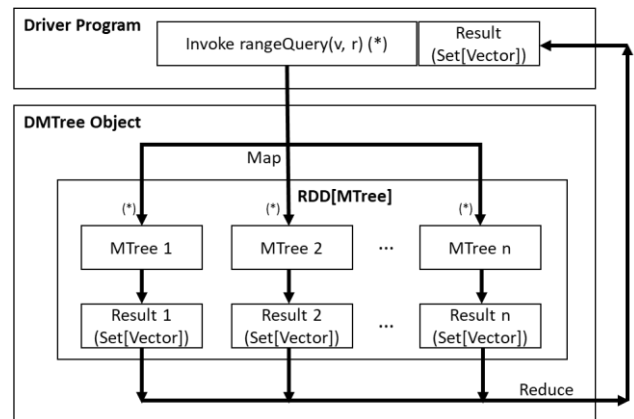 Driver Program
Invoke rangeQuery(v, r) (*)
Result
(Set[Vector])
DMTree Object
Map
RDD[MTree]
(*)
(*)
(*)
MTree 1
MTree 2
...
MTree n
Result 1
(Set[Vector])
Result 2
(Set[Vector])
...
Result n
(Set[Vector])
Reduce